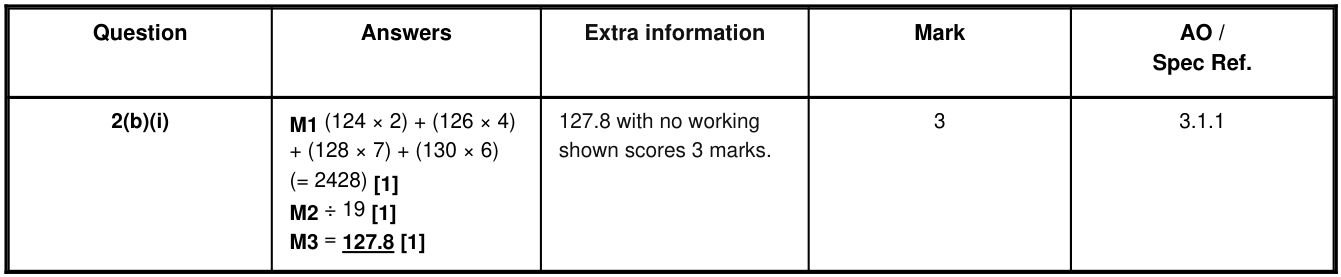 Question Answers Extra information Mark AO /
Spec Ref.
2(b)(i) M1 (124 × 2) + (126 × 4) 127.8 with no working 3 3.1.1
+ (128 × 7) + (130 × 6) shown scores 3 marks.
(= 2428) [1]
M2 ÷ 19 [1]
M3 = 127.8 [1]